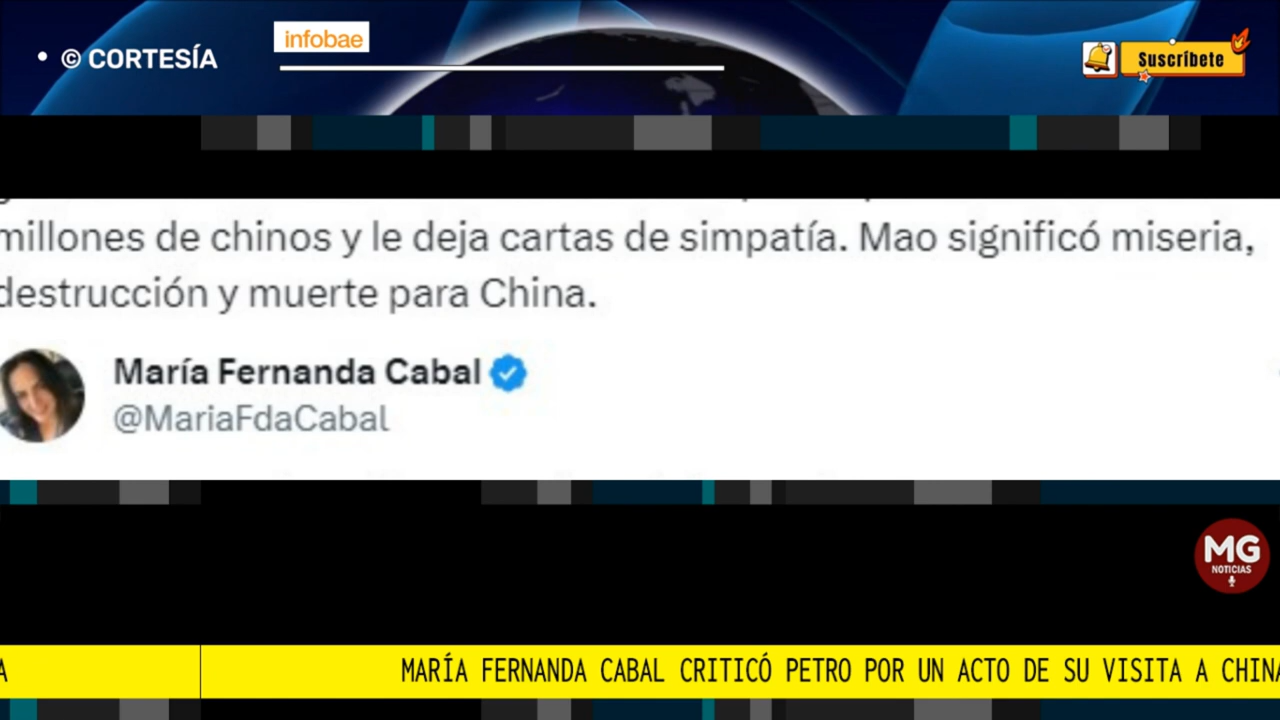 © CORTESÍA
infobae
Suscríbete
millones de chinos y le deja cartas de simpatía. Mao significó miseria,
destrucción y muerte para China.
María Fernanda Cabal
@MariaFdaCabal
MG
NOTICIAS
A
MARÍA FERNANDA CABAL CRITICÓ PETRO POR UN ACTO DE SU VISITA A CHINA